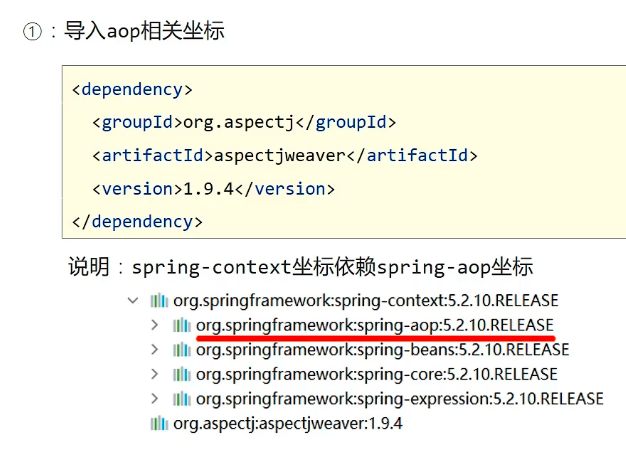 ①：导入aop相关坐标
<dependency>
<groupId>org.aspectj</groupId>
<artifactId>aspectjweaver</artifactId>
<version>1.9.4</version>
</dependency>
说明：spring-context坐标依赖spring-aop坐标
org.springframework:spring-context:5.2.10.RELEASE
org.springframework:spring-aop:5.2.10.RELEASE
org.springframework:spring-beans:5.2.10.RELEASE
org.springframework:spring-core:5.2.10.RELEASE
org.springframework:spring-expression:5.2.10.RELEASE
org.aspectj:aspectjweaver:1.9.4